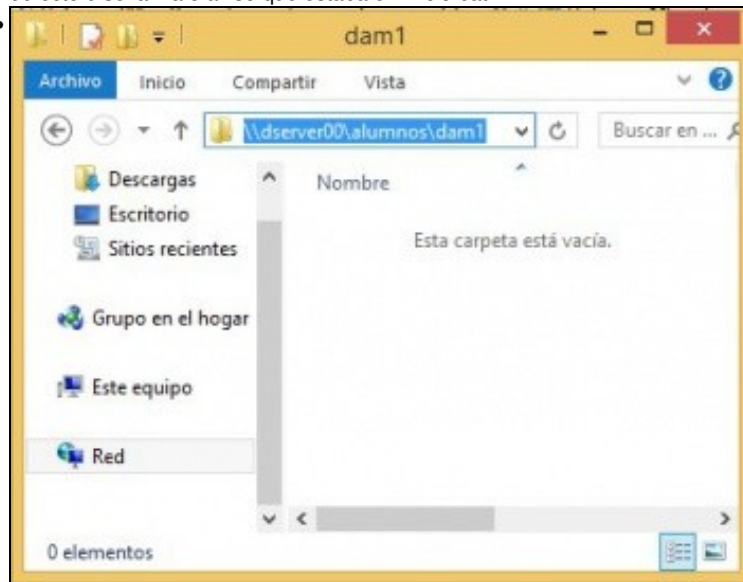 dam1
Archivo Inicio Compartir Vista
\\dserver00\alumnos\dam1 Buscar en ...
Descargas
Escritorio
Sitios recientes
Grupo en el hogar
Este equipo
Red
Nombre
Esta carpeta está vacía.
0 elementos